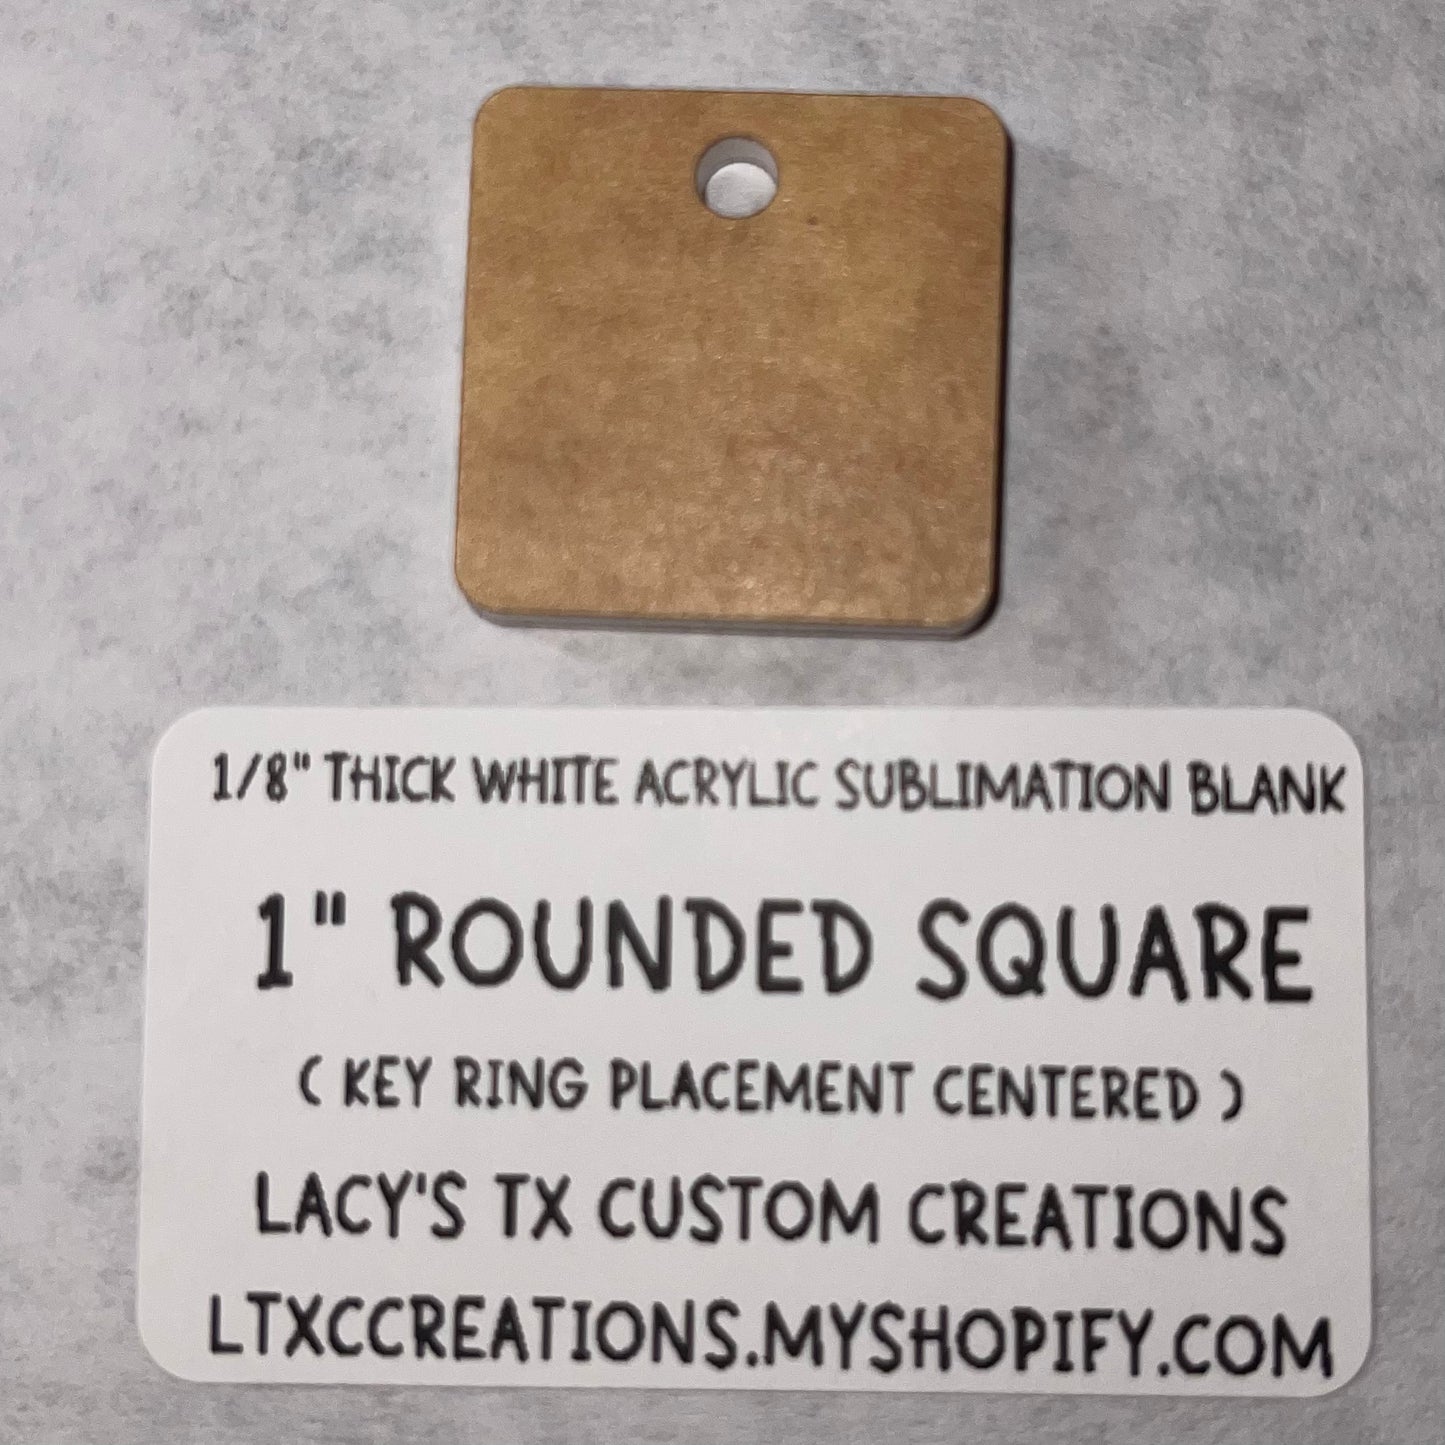 1/8" THICK WHITE ACRYLIC SUBLIMATION BLANK
1" ROUNDED SQUARE
( KEY RING PLACEMENT CENTERED )
LACY'S TX CUSTOM CREATIONS
LTXCCREATIONS.MYSHOPIFY.COM